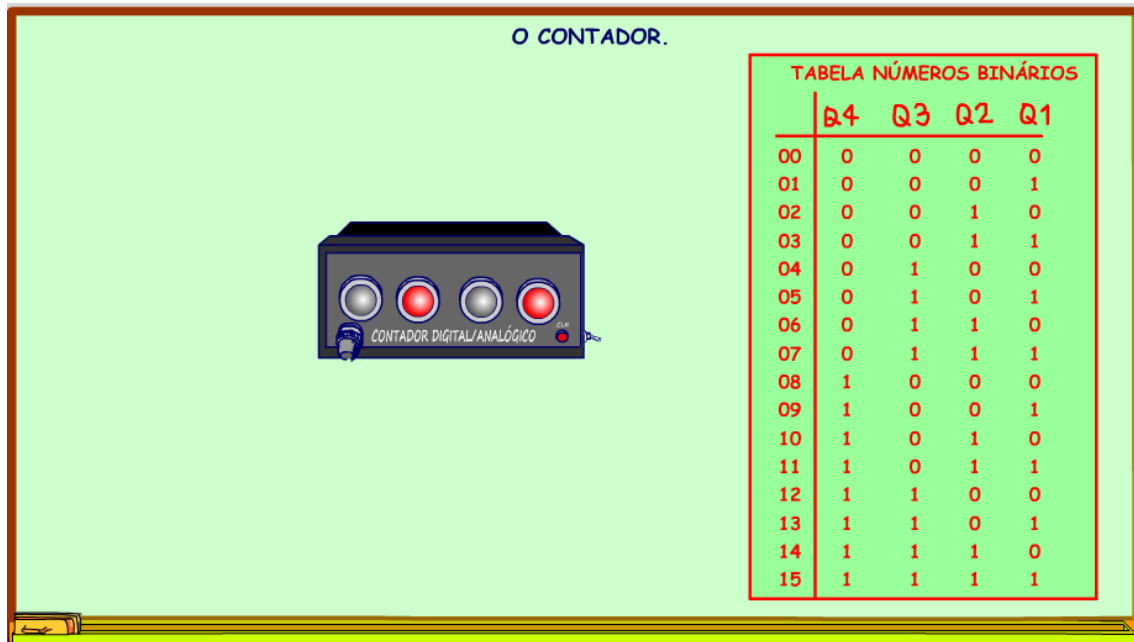 O CONTADOR.
TABELA NÚMEROS BINÁRIOS
Q4 Q3 Q2 Q1
00 0 0 0 0
01 0 0 0 1
02 0 0 1 0
03 0 0 1 1
04 0 1 0 0
05 0 1 0 1
06 0 1 1 0
07 0 1 1 1
08 1 0 0 0
09 1 0 0 1
10 1 0 1 0
11 1 0 1 1
12 1 1 0 0
13 1 1 0 1
14 1 1 1 0
15 1 1 1 1
CLR
CONTADOR DIGITAL/ANALÓGICO